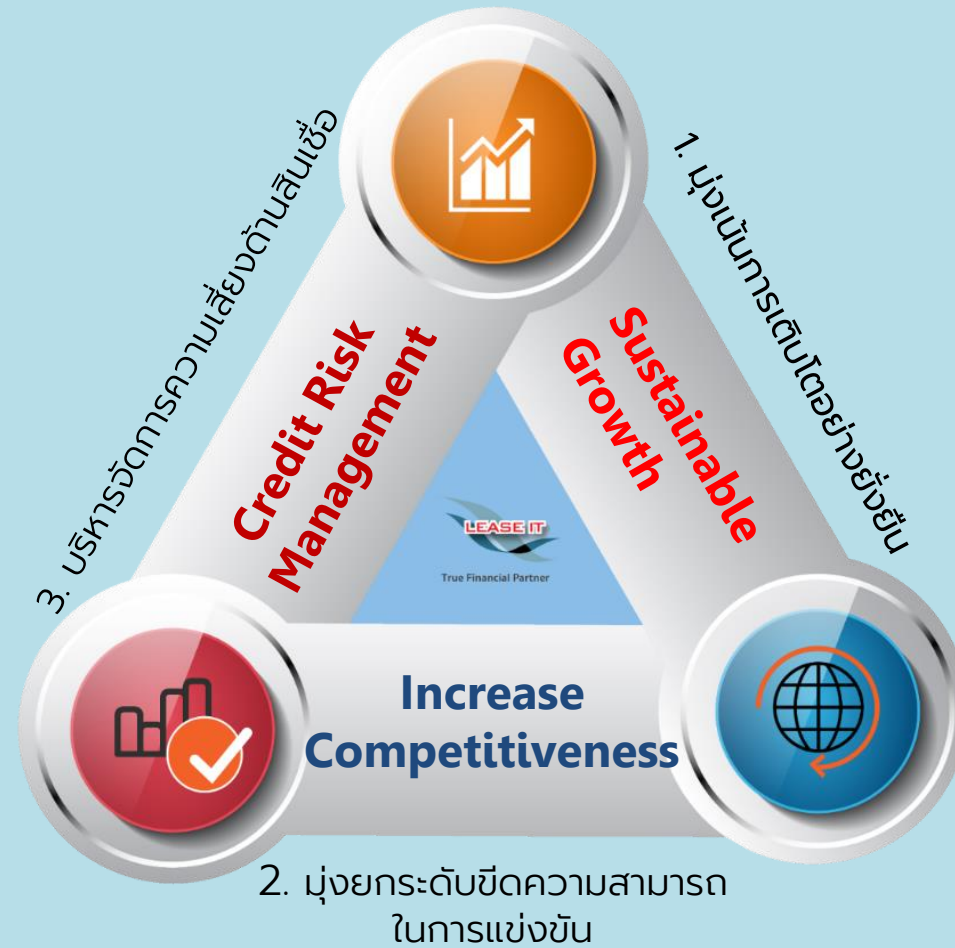 1. มุ่งเน้นการเติบโตอย่างยั่งยืน
3. บริหารจัดการความเสี่ยงด้านสินเชื่อ
Credit Risk
Management
Sustainable
Growth
LEASE IT
True Financial Partner
Increase
Competitiveness
2. มุ่งยกระดับขีดความสามารถ
ในการแข่งขัน